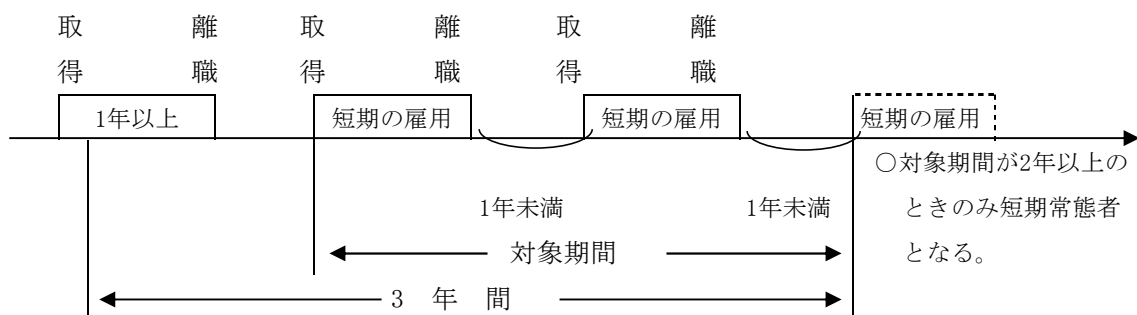 取得 離職 取得 離職 取得 離職
1年以上 短期の雇用 短期の雇用 短期の雇用
○対象期間が2年以上の
1年未満 1年未満 ときのみ短期常態者
対象期間 となる。
3 年 間